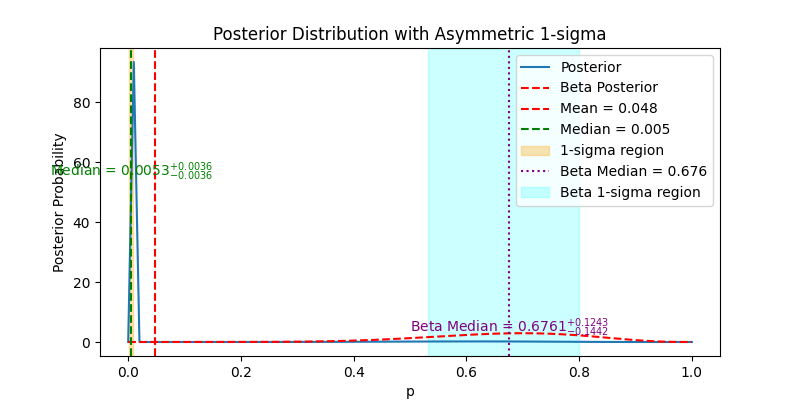 Posterior Distribution with Asymmetric 1-sigma
Posterior Probability
80
60
40
20
0
Median = 0.0053^{+0.0036}_{-0.0036}
Beta Median = 0.6761^{+0.1243}_{-0.1442}
Posterior
Beta Posterior
Mean = 0.048
Median = 0.005
1-sigma region
Beta Median = 0.676
Beta 1-sigma region
0.0 0.2 0.4 0.6 0.8 1.0
p